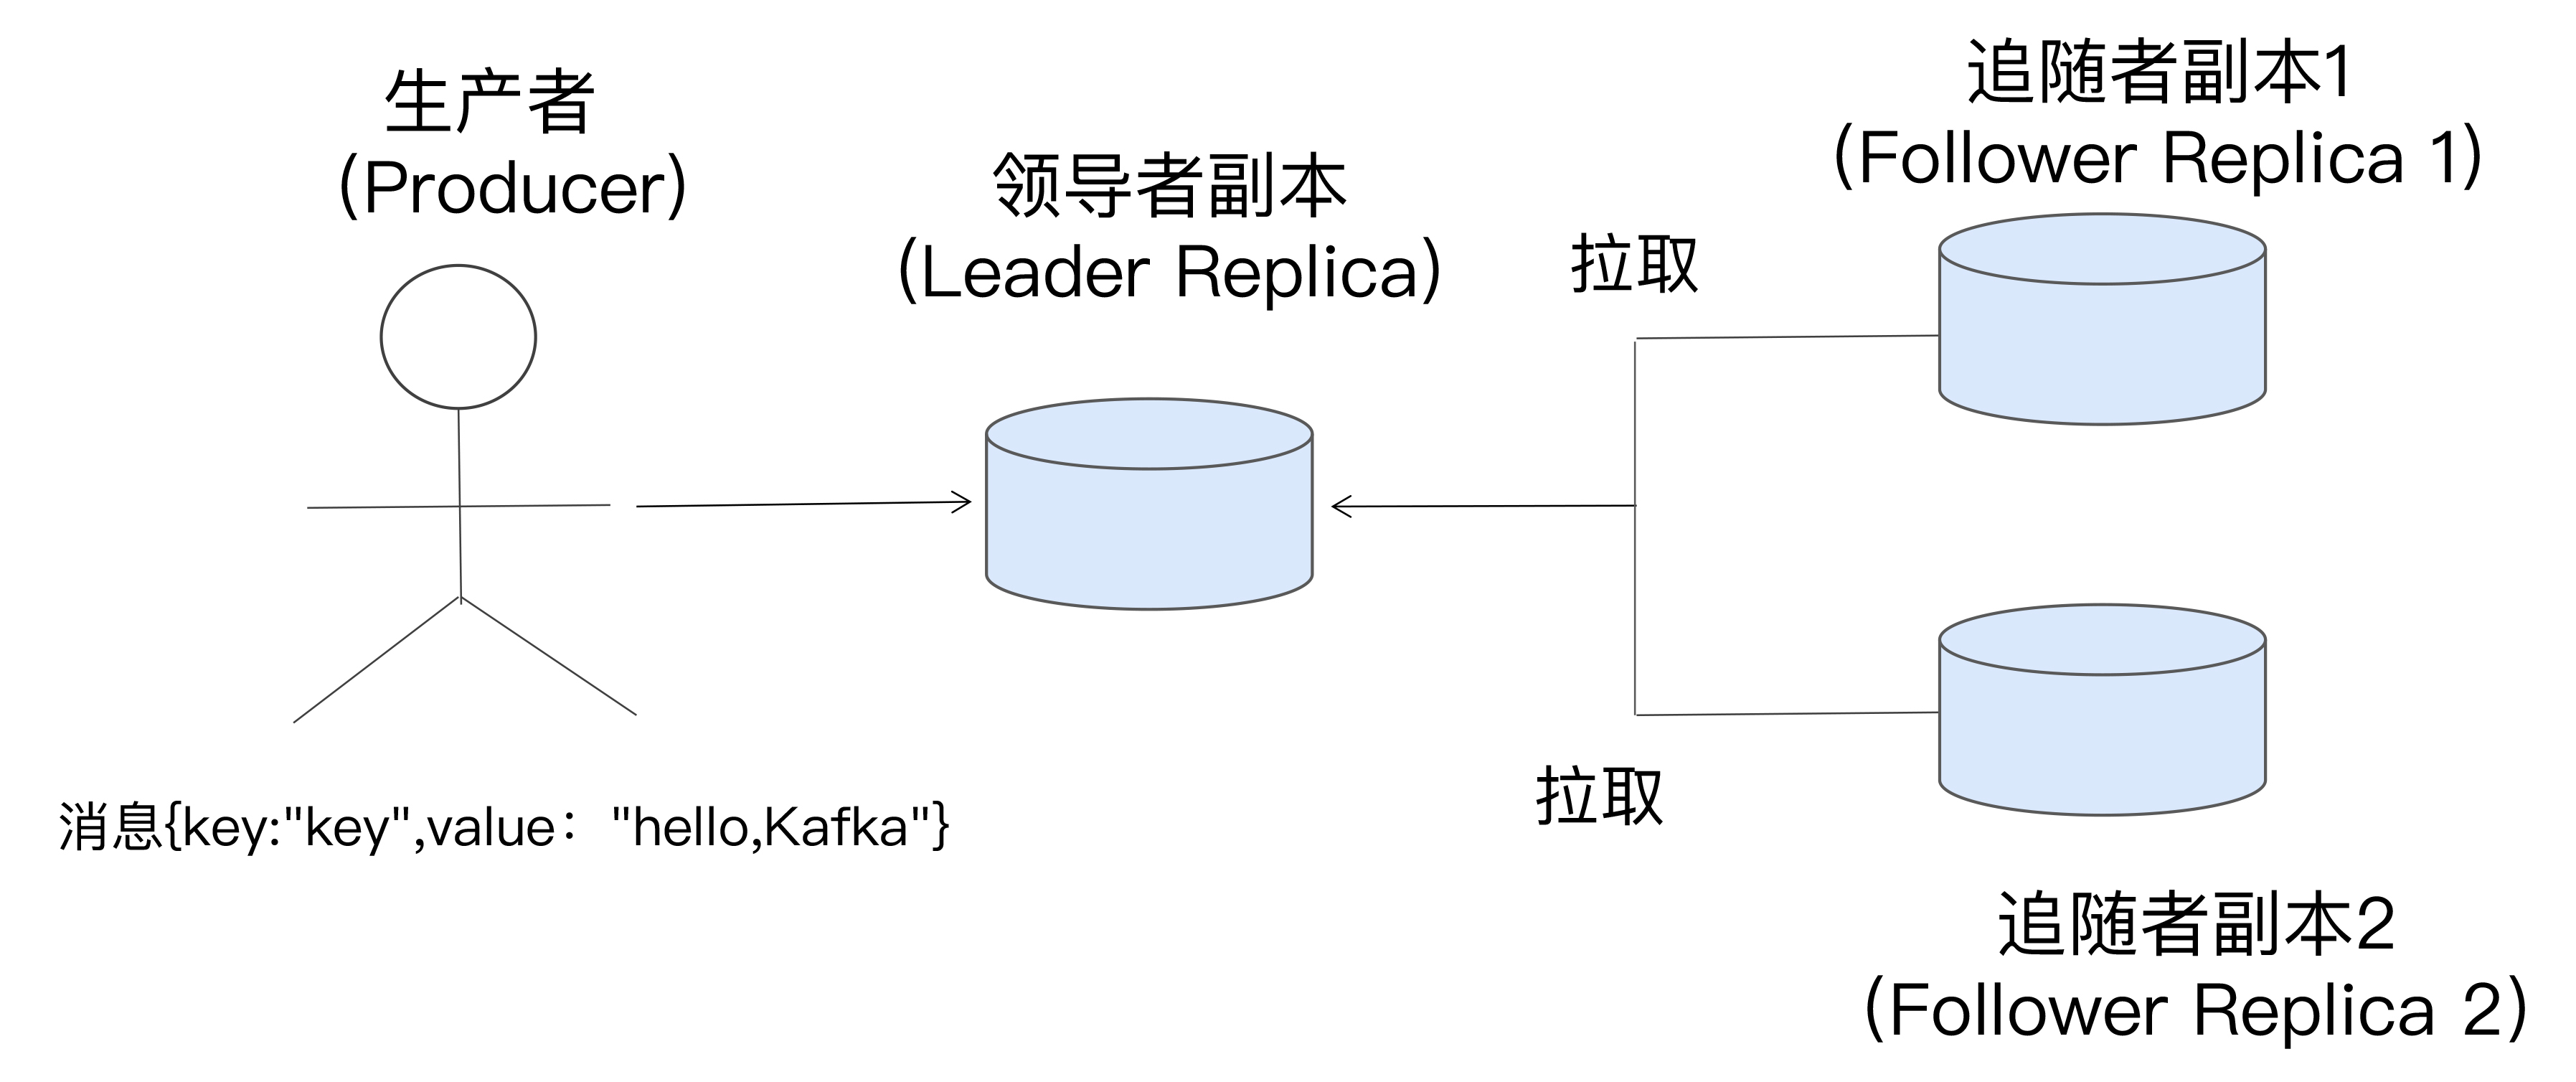 生产者
(Producer)
领导者副本
(Leader Replica)
追随者副本1
(Follower Replica 1)
拉取
拉取
消息{key:"key",value："hello,Kafka"}
追随者副本2
(Follower Replica 2)